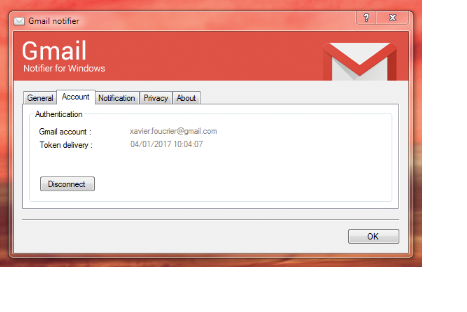 Gmail notifier
Gmail
Notifier for Windows
General Account Notification Privacy About
Authentication
Gmail account : xavier.foucrier@gmail.com
Token delivery : 04/01/2017 10:04:07
Disconnect
OK